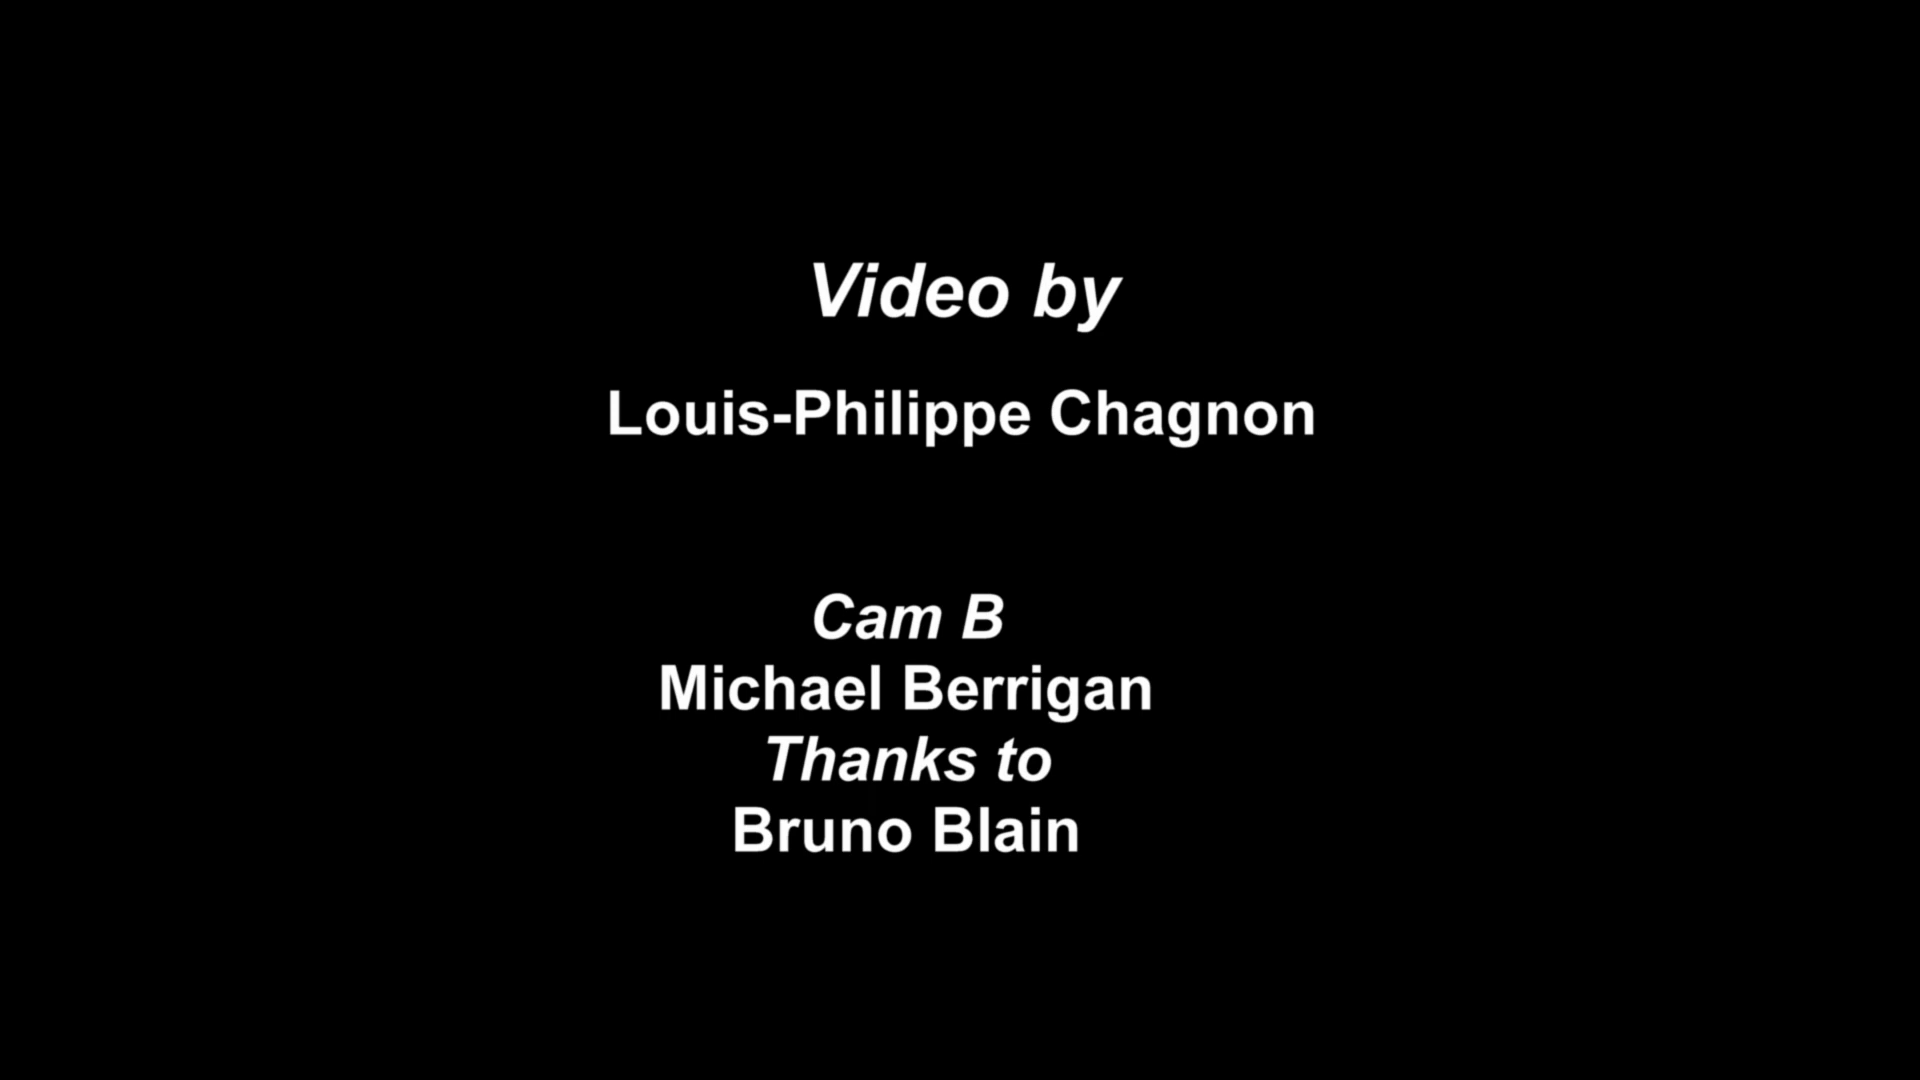 Video by
Louis-Philippe Chagnon
Cam B
Michael Berrigan
Thanks to
Bruno Blain